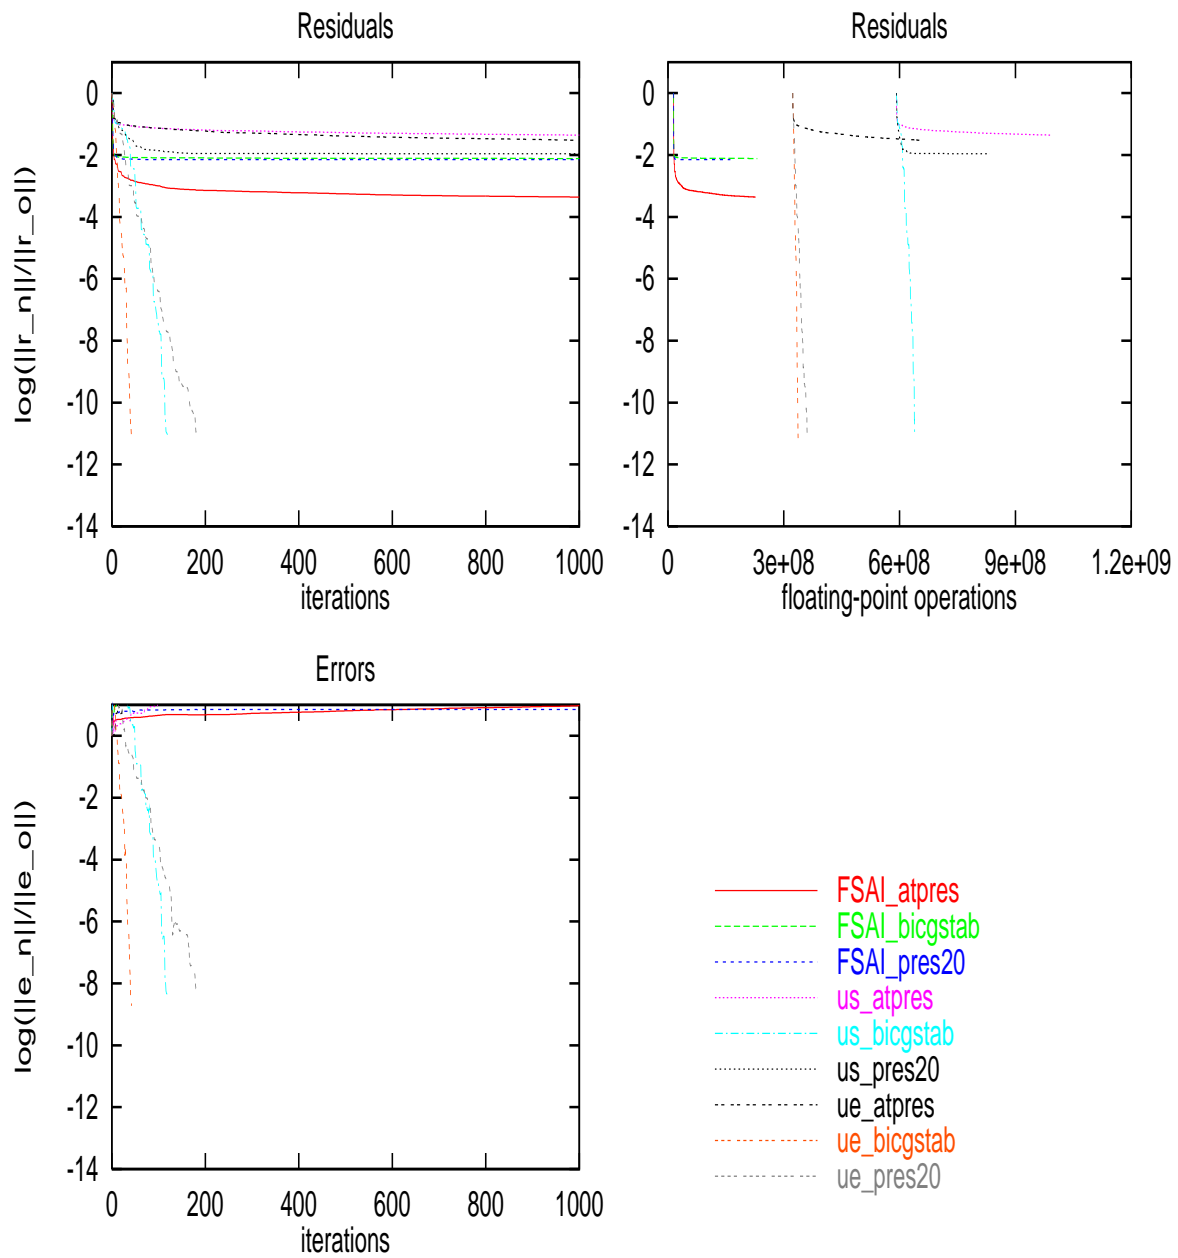 Residuals
log(||r_n||/||r_o||)
0
-2
-4
-6
-8
-10
-12
-14
0 200 400 600 800 1000
iterations
Residuals
0
-2
-4
-6
-8
-10
-12
-14
0 3e+08 6e+08 9e+08 1.2e+09
floating-point operations
Errors
log(||e_n||/||e_o||)
0
-2
-4
-6
-8
-10
-12
-14
0 200 400 600 800 1000
iterations
FSAI_atpres
FSAI_bicgstab
FSAI_pres20
us_atpres
us_bicgstab
us_pres20
ue_atpres
ue_bicgstab
ue_pres20